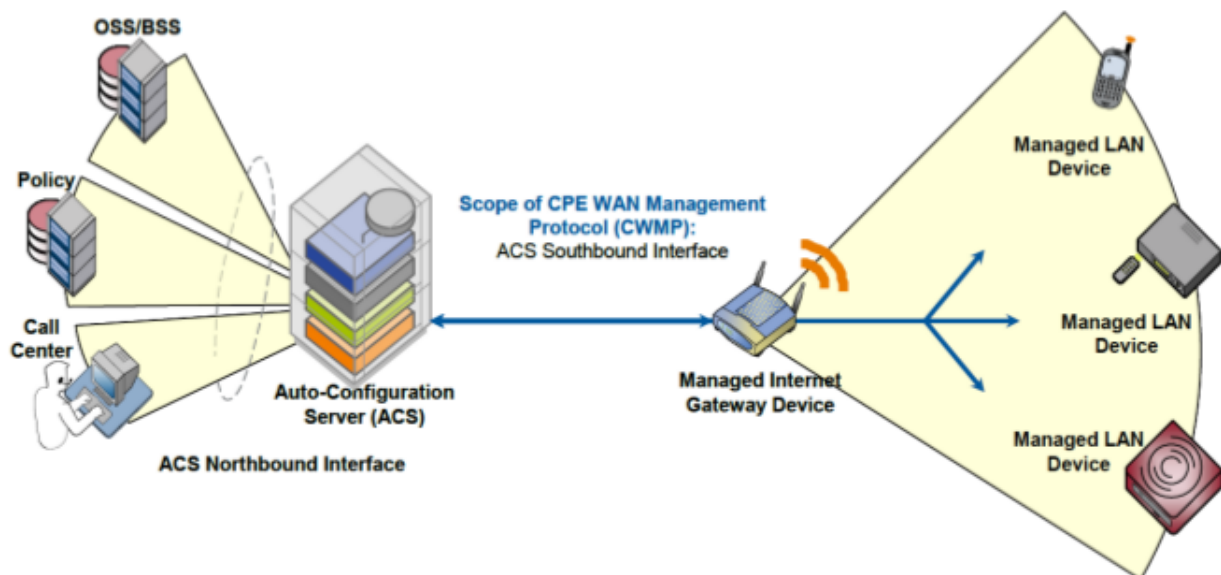 OSS/BSS
Policy
Call
Center
Auto-Configuration
Server (ACS)
ACS Northbound Interface
Scope of CPE WAN Management
Protocol (CWMP):
ACS Southbound Interface
Managed Internet
Gateway Device
Managed LAN
Device
Managed LAN
Device
Managed LAN
Device